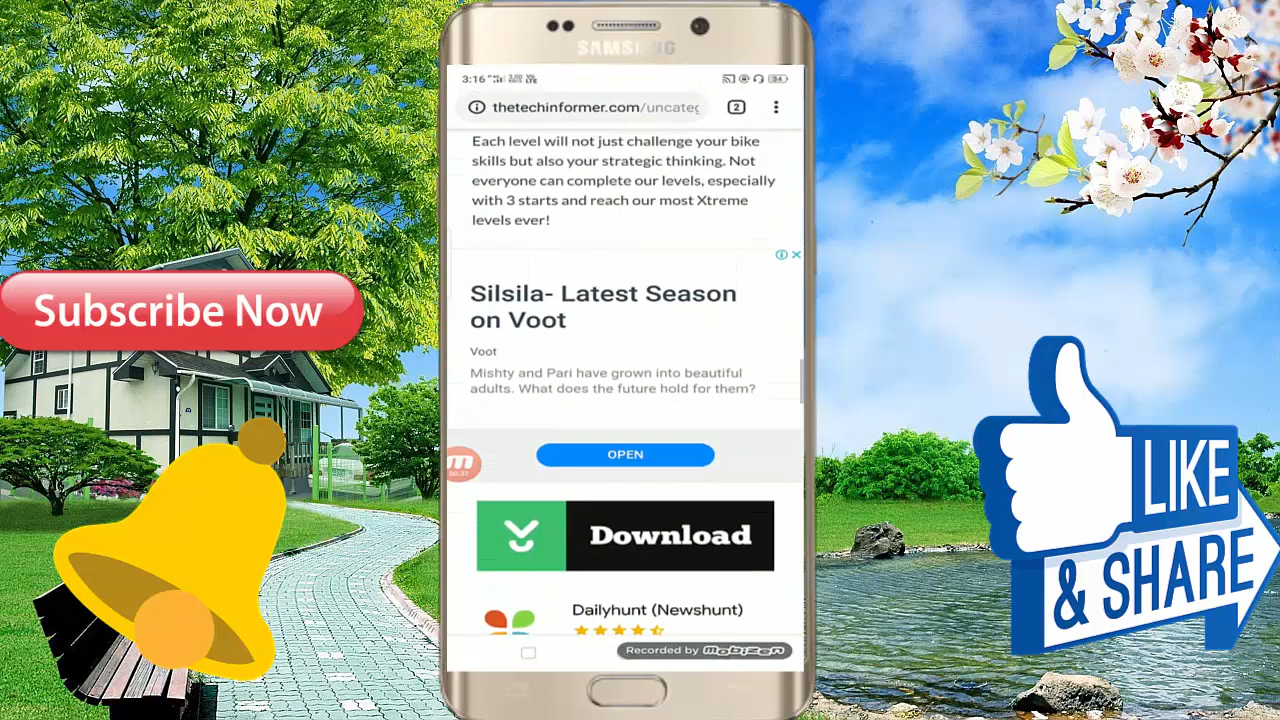 SAMSUNG
3:16
34
thetechinformer.com/uncateg
2
Each level will not just challenge your bike
skills but also your strategic thinking. Not
everyone can complete our levels, especially
with 3 starts and reach our most Xtreme
levels ever!
Silsila- Latest Season
on Voot
Voot
Mishty and Pari have grown into beautiful
adults. What does the future hold for them?
OPEN
00:37
Download
Dailyhunt (Newshunt)
Recorded by mobizen
Subscribe Now
LIKE
& SHARE